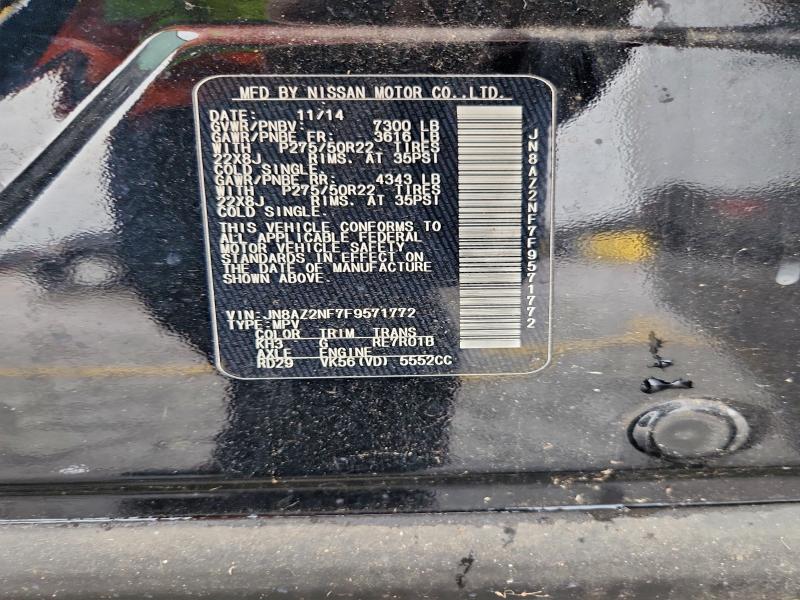 MFD BY NISSAN MOTOR CO.,LTD.
DATE: 11/14
GVWR/PNBV: 7300 LB
GAWR/PNBE FR: 3616 LB
WITH P275/50R22 TIRES
22X8J RIMS. AT 35PSI
COLD SINGLE.
GAWR/PNBE RR: 4343 LB
WITH P275/50R22 TIRES
22X8J RIMS. AT 35PSI
COLD SINGLE.
THIS VEHICLE CONFORMS TO
ALL APPLICABLE FEDERAL
MOTOR VEHICLE SAFETY
STANDARDS IN EFFECT ON
THE DATE OF MANUFACTURE
SHOWN ABOVE.
VIN:JN8AZ2NF7F9571772
TYPE:MPV
COLOR TRIM TRANS
KH3 G RE7R01B
AXLE ENGINE
RD29 VK56(VD) 5552CC
JN8AZ2NF7F9571772